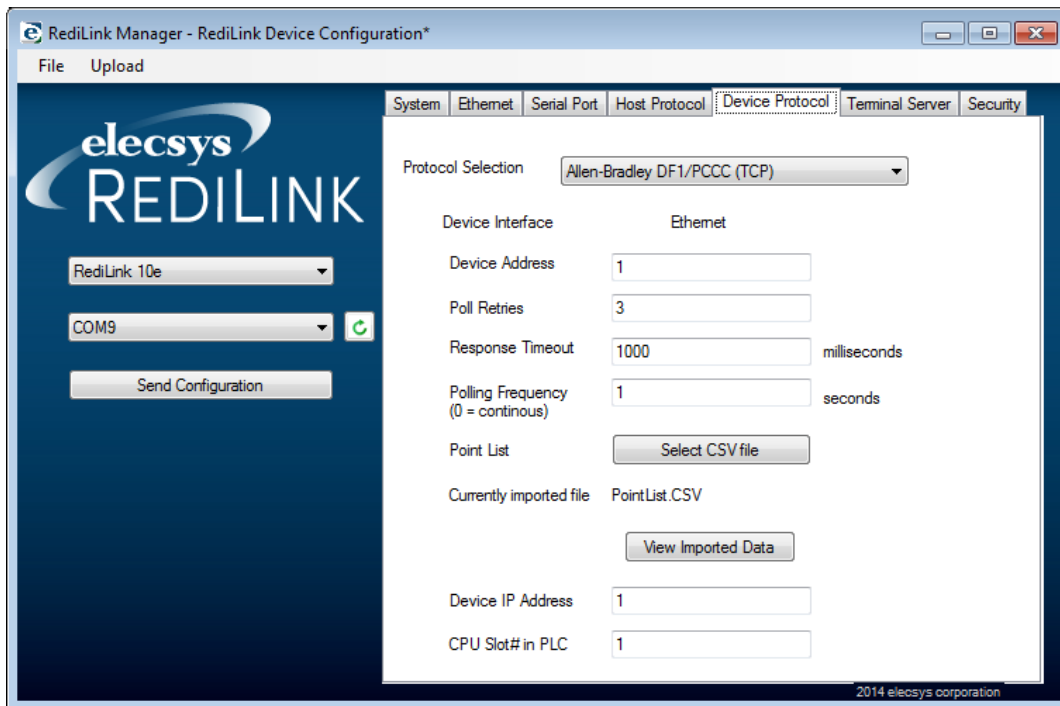 RediLink Manager - RediLink Device Configuration*
File Upload
elecsys
REDILINK
RediLink 10e
COM9
Send Configuration
System Ethernet Serial Port Host Protocol Device Protocol Terminal Server Security
Protocol Selection Allen-Bradley DF1/PCCC (TCP)
Device Interface Ethernet
Device Address 1
Poll Retries 3
Response Timeout 1000 milliseconds
Polling Frequency 1 seconds
(0 = continous)
Point List Select CSV file
Currently imported file PointList.CSV
View Imported Data
Device IP Address 1
CPU Slot# in PLC 1
2014 elecsys corporation